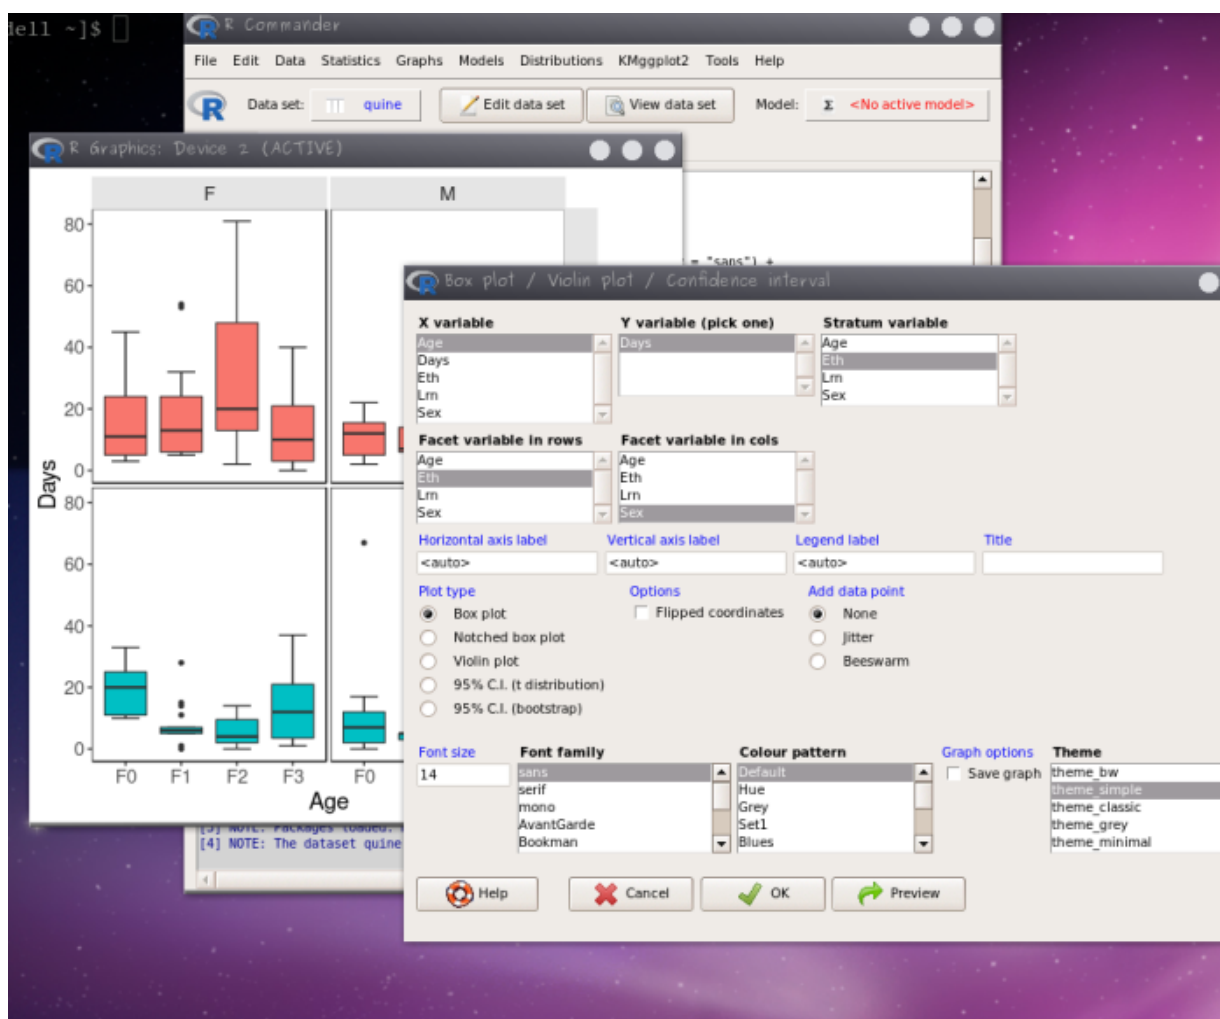 dell ~]$
R Commander
File Edit Data Statistics Graphs Models Distributions KMggplot2 Tools Help
Data set: quine Edit data set View data set Model: Σ <No active model>
R Graphics: Device 2 (ACTIVE)
F M
80
60
40
20
0
Days
80
60
40
20
0
F0 F1 F2 F3 F0
Age
= "sans") +
[3] NOTE: Packages loaded:
[4] NOTE: The dataset quine
Box plot / Violin plot / Confidence interval
X variable Y variable (pick one) Stratum variable
Age Days Age
Days Eth
Eth Lrn
Lrn Sex
Sex
Facet variable in rows Facet variable in cols
Age Age
Eth Eth
Lrn Lrn
Sex Sex
Horizontal axis label Vertical axis label Legend label Title
<auto> <auto> <auto>
Plot type Options Add data point
Box plot Flipped coordinates None
Notched box plot Jitter
Violin plot Beeswarm
95% C.I. (t distribution)
95% C.I. (bootstrap)
Font size Font family Colour pattern Graph options Theme
14 sans Default Save graph theme_bw
serif Hue theme_simple
mono Grey theme_classic
AvantGarde Set1 theme_grey
Bookman Blues theme_minimal
Help Cancel OK Preview